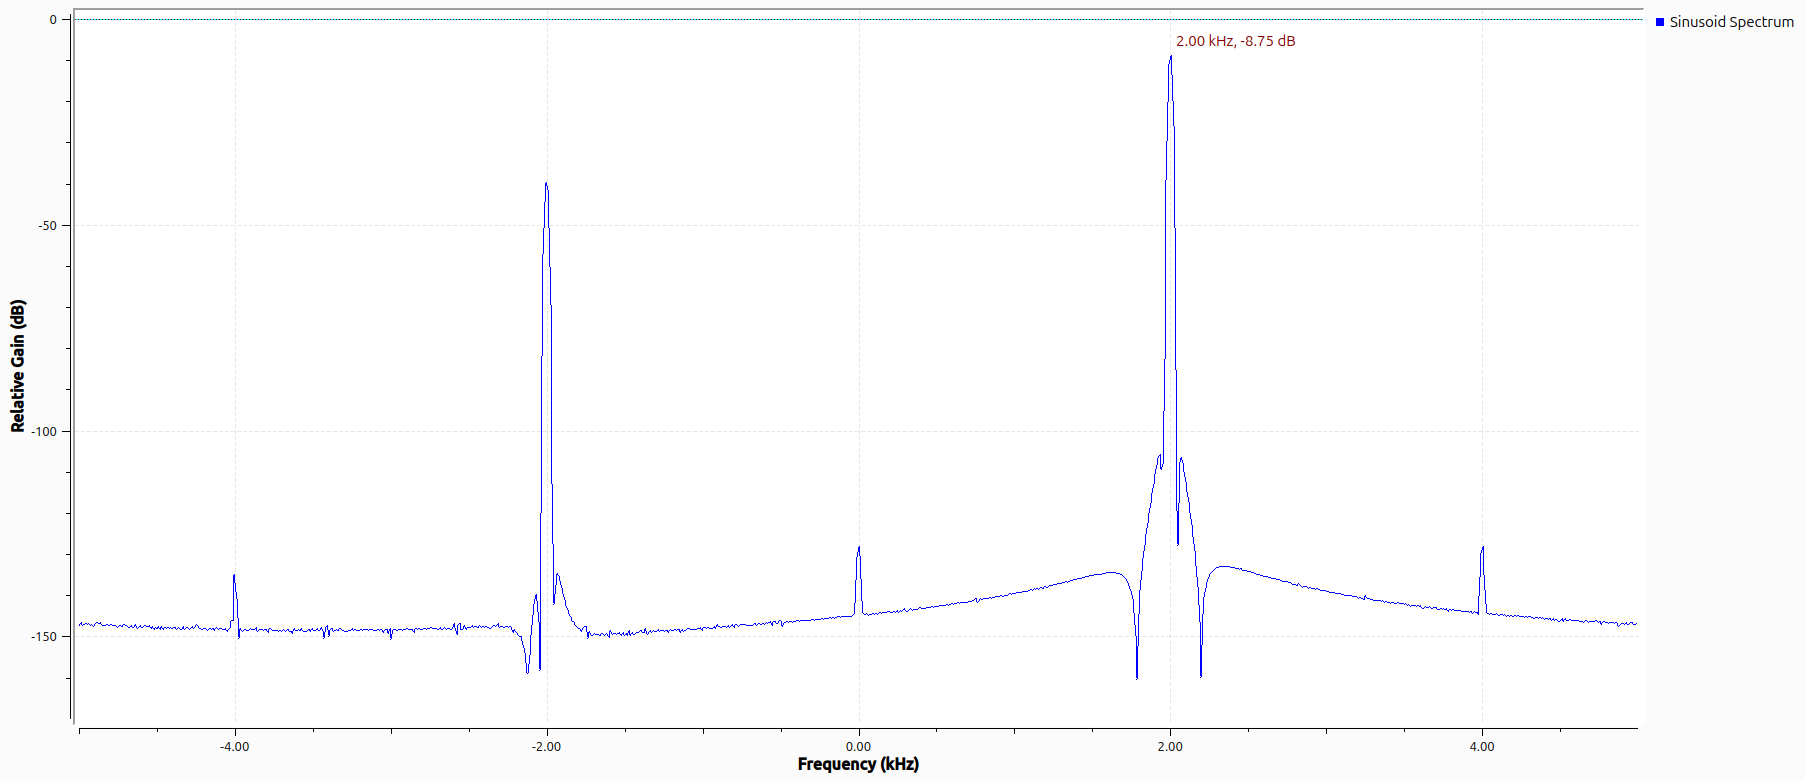 Sinusoid Spectrum
2.00 kHz, -8.75 dB
Relative Gain (dB)
0
-50
-100
-150
-4.00
-2.00
0.00
2.00
4.00
Frequency (kHz)